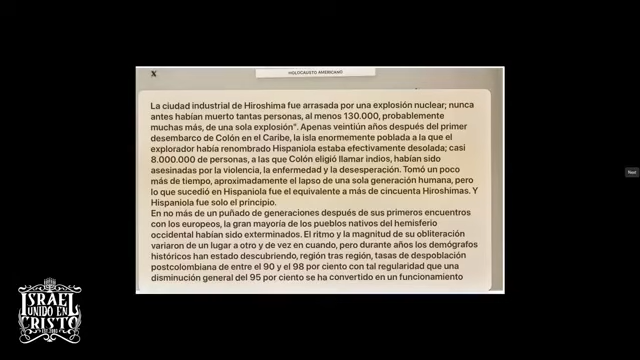 X
HOLOCAUSTO AMERICANO
La ciudad industrial de Hiroshima fue arrasada por una explosión nuclear; nunca
antes habían muerto tantas personas, al menos 130.000, probablemente
muchas más, de una sola explosión". Apenas veintiún años después del primer
desembarco de Colón en el Caribe, la isla enormemente poblada a la que el
explorador había renombrado Hispaniola estaba efectivamente desolada; casi
8.000.000 de personas, a las que Colón eligió llamar indios, habían sido
asesinadas por la violencia, la enfermedad y la desesperación. Tomó un poco
más de tiempo, aproximadamente el lapso de una sola generación humana, pero
lo que sucedió en Hispaniola fue el equivalente a más de cincuenta Hiroshimas. Y
Hispaniola fue solo el principio.
En no más de un puñado de generaciones después de sus primeros encuentros
con los europeos, la gran mayoría de los pueblos nativos del hemisferio
occidental habían sido exterminados. El ritmo y la magnitud de su obliteración
variaron de un lugar a otro y de vez en cuando, pero durante años los demógrafos
históricos han estado descubriendo, región tras región, tasas de despoblación
postcolombina de entre el 90 y el 98 por ciento con tal regularidad que una
disminución general del 95 por ciento se ha convertido en un funcionamiento
ISRAEL
UNIDO EN
CRISTO